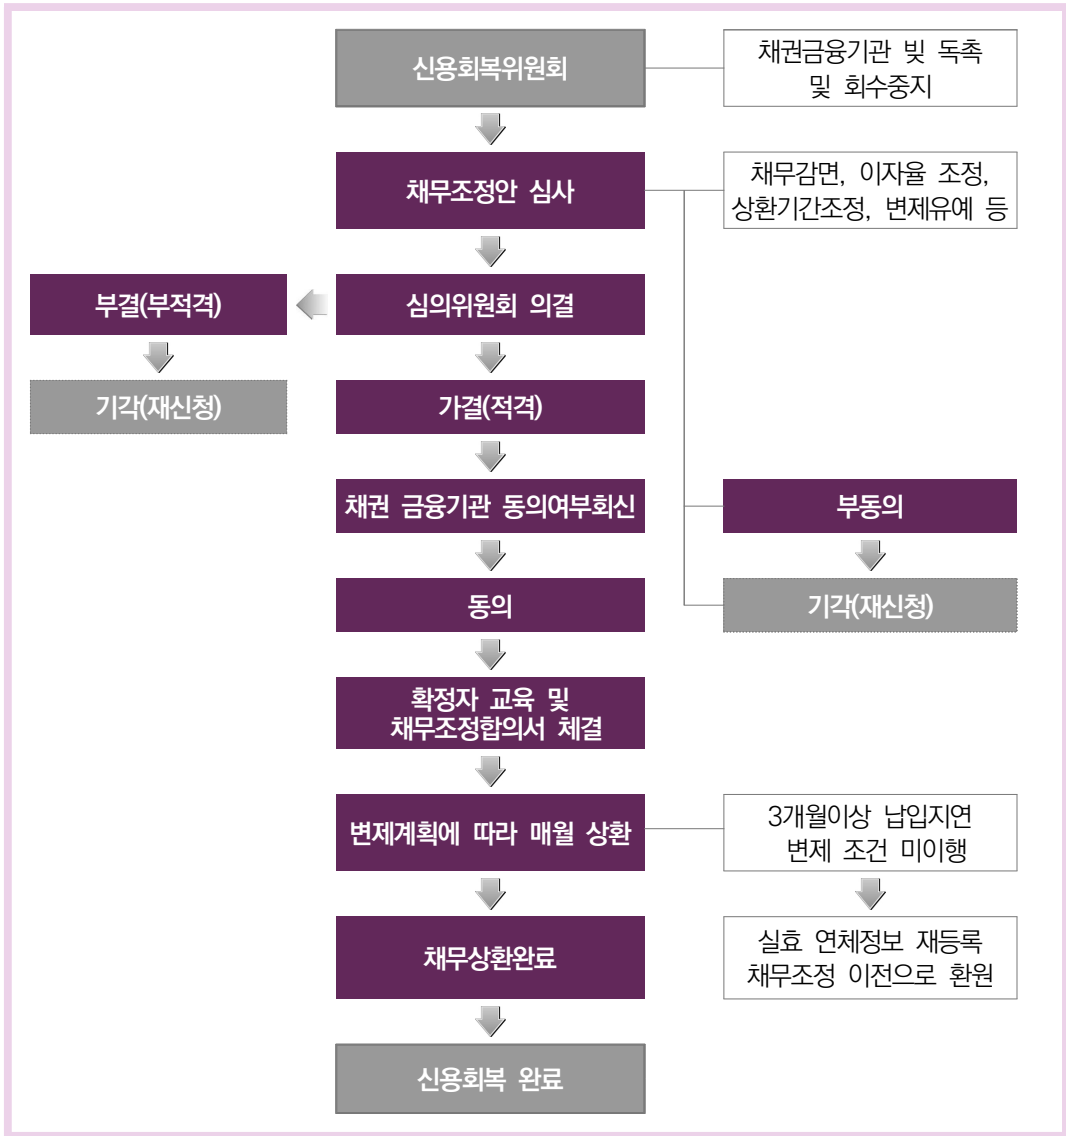 신용회복위원회
채권금융기관 빚 독촉
및 회수중지
채무조정안 심사
채무감면, 이자율 조정,
상환기간조정, 변제유예 등
부결(부적격)
심의위원회 의결
기각(재신청)
가결(적격)
채권 금융기관 동의여부회신
부동의
동의
기각(재신청)
확정자 교육 및
채무조정합의서 체결
변제계획에 따라 매월 상환
3개월이상 납입지연
변제 조건 미이행
채무상환완료
실효 연체정보 재등록
채무조정 이전으로 환원
신용회복 완료